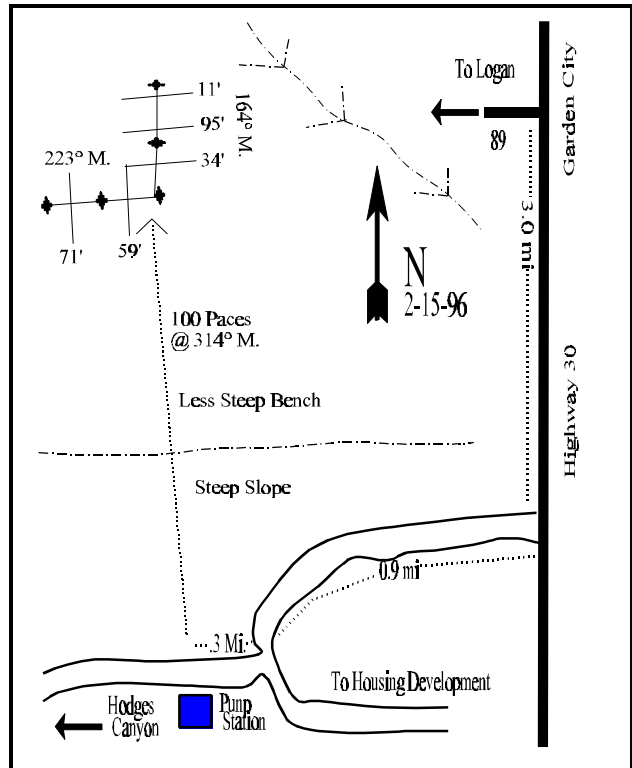 To Logan
89
Garden City
11'
95'
34'
164° M.
223° M.
71'
59'
3.0 mi
N
2-15-96
100 Paces
@ 314° M.
Highway 30
Less Steep Bench
Steep Slope
0.9 mi
.3 Mi.
To Housing Development
Hodges
Canyon
Pump
Station